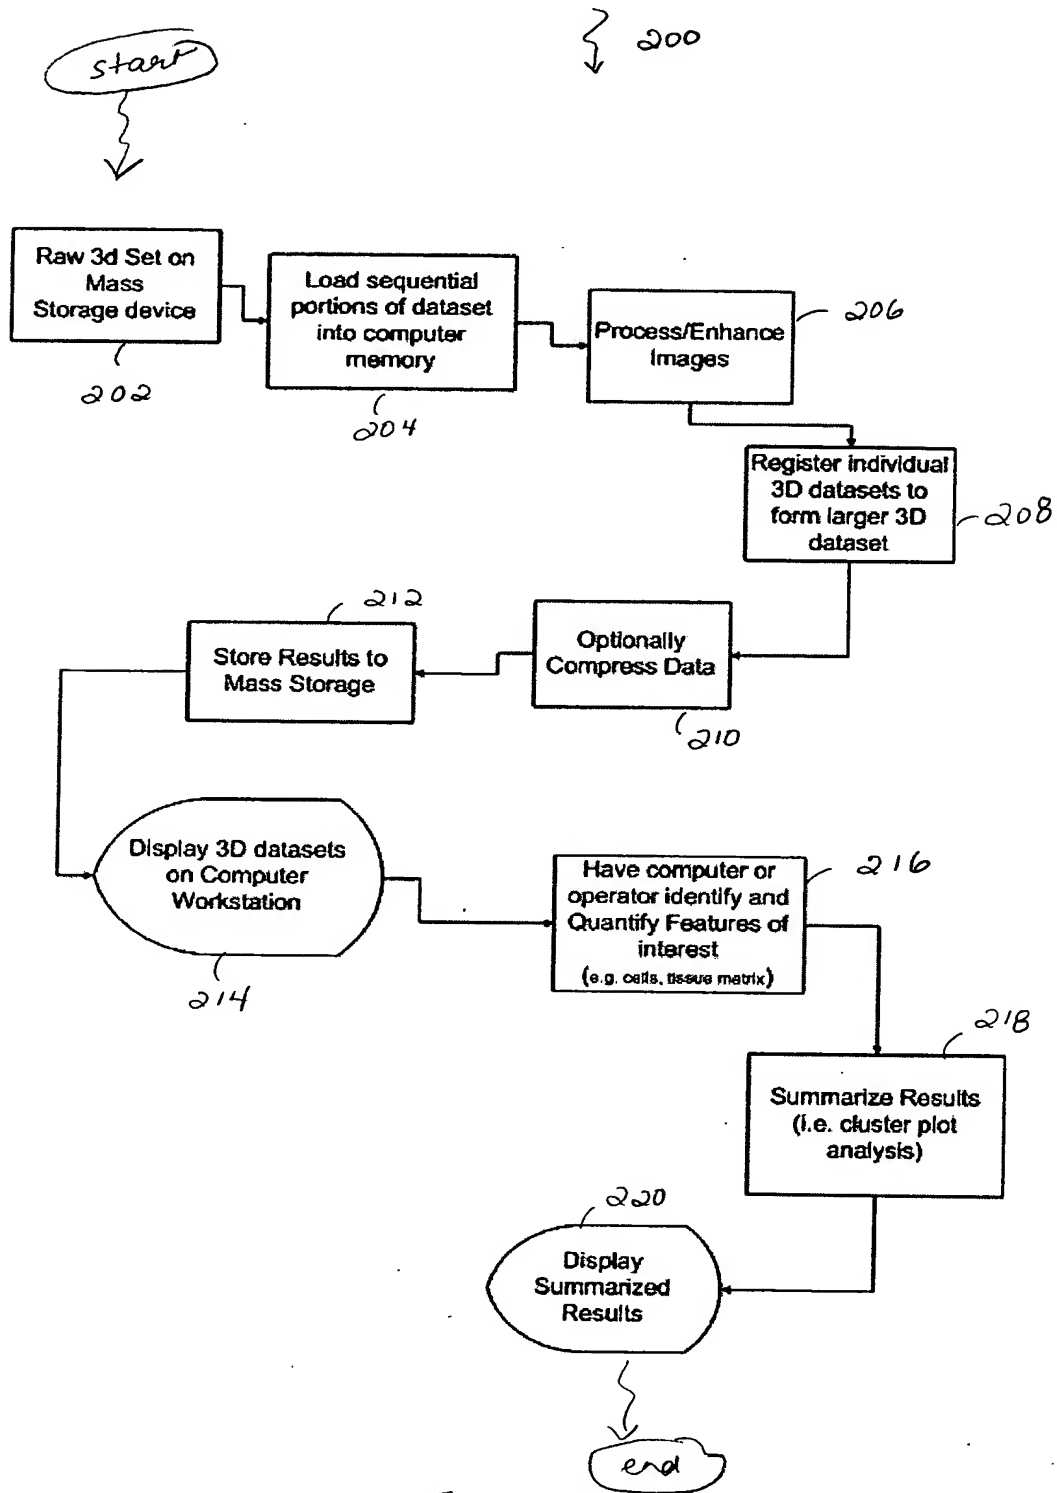 200
start
Raw 3d Set on
Mass
Storage device
202
Load sequential
portions of dataset
into computer
memory
204
Process/Enhance
Images
206
Register individual
3D datasets to
form larger 3D
dataset
208
Optionally
Compress Data
210
212
Store Results to
Mass Storage
Display 3D datasets
on Computer
Workstation
214
Have computer or
operator identify and
Quantify Features of
interest
(e.g. cells, tissue matrix)
216
218
Summarize Results
(i.e. cluster plot
analysis)
220
Display
Summarized
Results
end